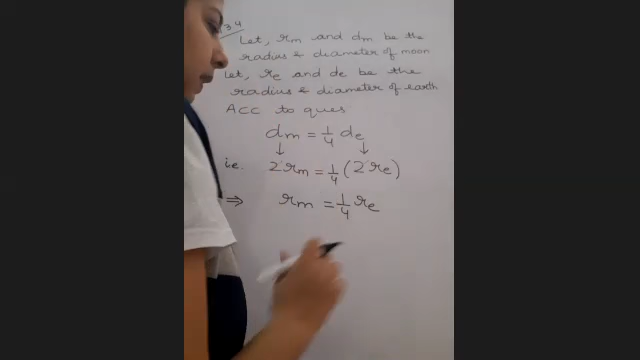 34
Let, rm and dm be the
radius & diameter of moon
Let, re and de be the
radius & diameter of earth
ACC to ques
dm = 1/4 de
↓ ↓
i.e. 2rm = 1/4 (2re)
⇒ rm = 1/4 re